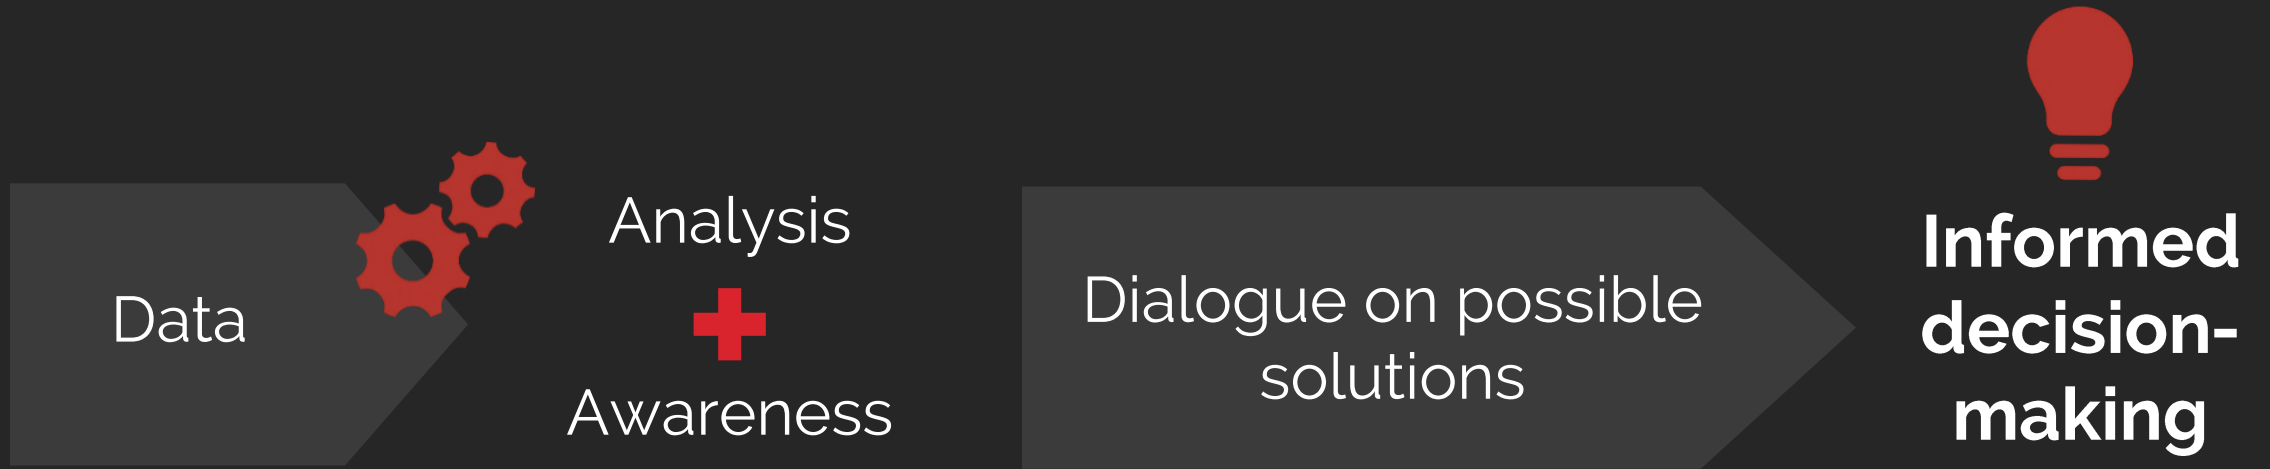 Data
Analysis
Awareness
Dialogue on possible
solutions
Informed
decision-
making